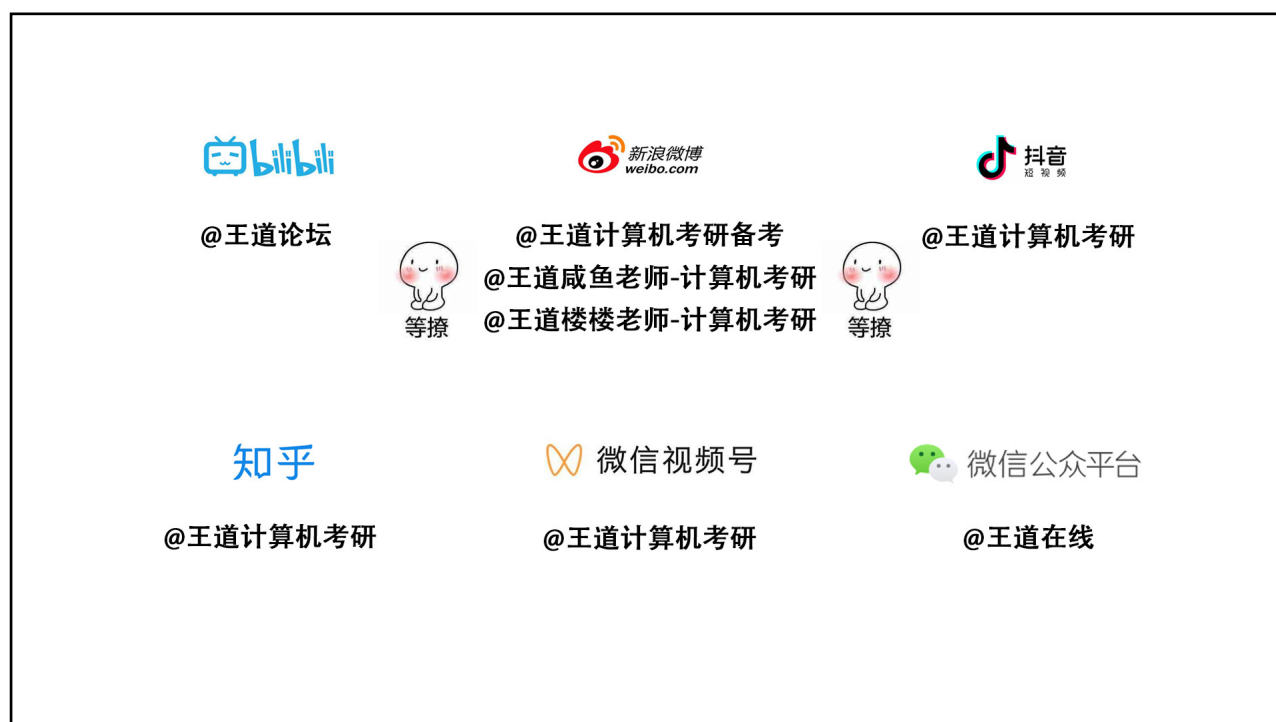 bilibili
新浪微博
weibo.com
抖音
短视频
@王道论坛
@王道计算机考研备考
@王道咸鱼老师-计算机考研
@王道楼楼老师-计算机考研
@王道计算机考研
等撩
等撩
知乎
微信视频号
微信公众平台
@王道计算机考研
@王道计算机考研
@王道在线